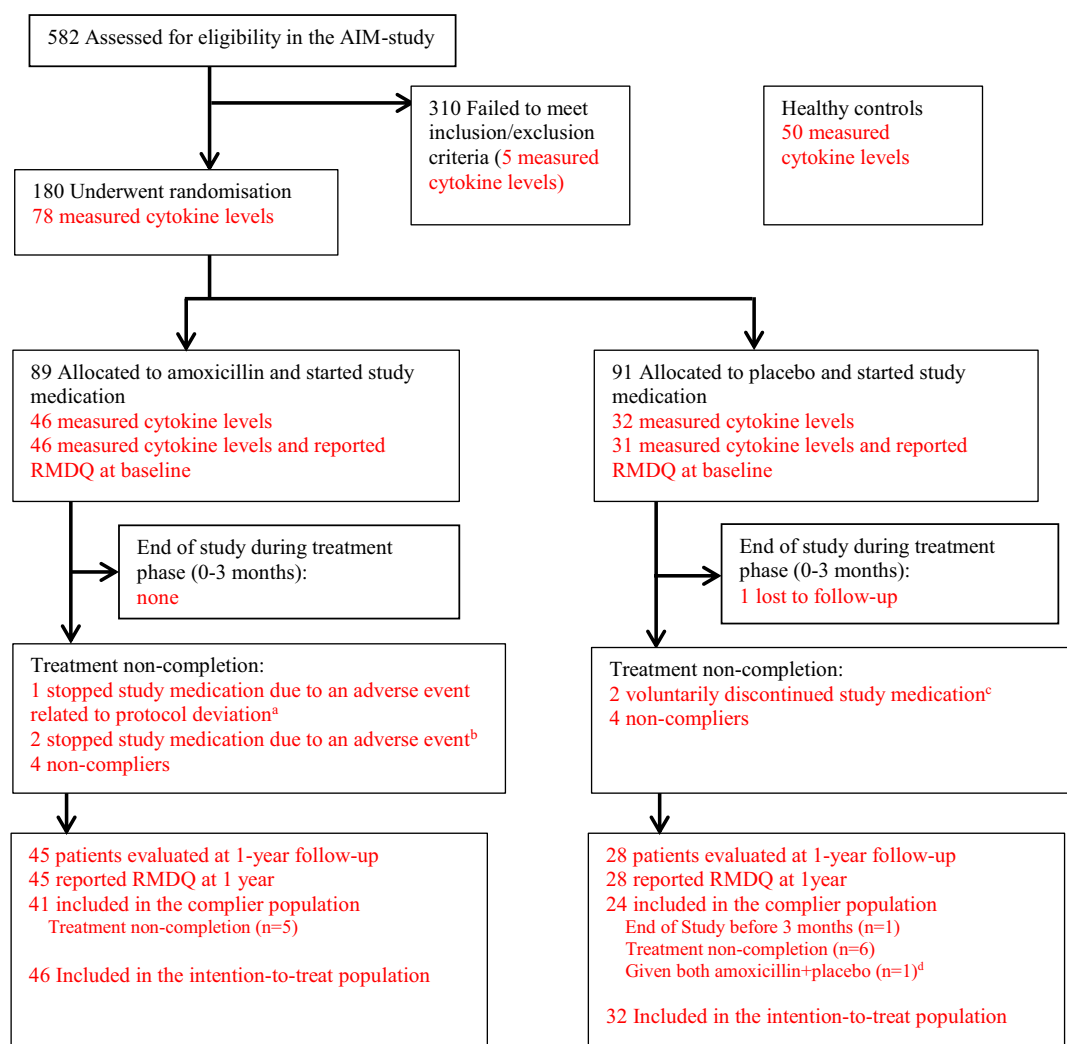 582 Assessed for eligibility in the AIM-study
310 Failed to meet
inclusion/exclusion
criteria (5 measured
cytokine levels)
Healthy controls
50 measured
cytokine levels
180 Underwent randomisation
78 measured cytokine levels
89 Allocated to amoxicillin and started study
medication
46 measured cytokine levels
46 measured cytokine levels and reported
RMDQ at baseline
91 Allocated to placebo and started study
medication
32 measured cytokine levels
31 measured cytokine levels and reported
RMDQ at baseline
End of study during treatment
phase (0-3 months):
none
End of study during treatment
phase (0-3 months):
1 lost to follow-up
Treatment non-completion:
1 stopped study medication due to an adverse event
related to protocol deviationᵃ
2 stopped study medication due to an adverse eventᵇ
4 non-compliers
Treatment non-completion:
2 voluntarily discontinued study medicationᶜ
4 non-compliers
45 patients evaluated at 1-year follow-up
45 reported RMDQ at 1 year
41 included in the complier population
Treatment non-completion (n=5)
46 Included in the intention-to-treat population
28 patients evaluated at 1-year follow-up
28 reported RMDQ at 1year
24 included in the complier population
End of Study before 3 months (n=1)
Treatment non-completion (n=6)
Given both amoxicillin+placebo (n=1)ᵈ
32 Included in the intention-to-treat population